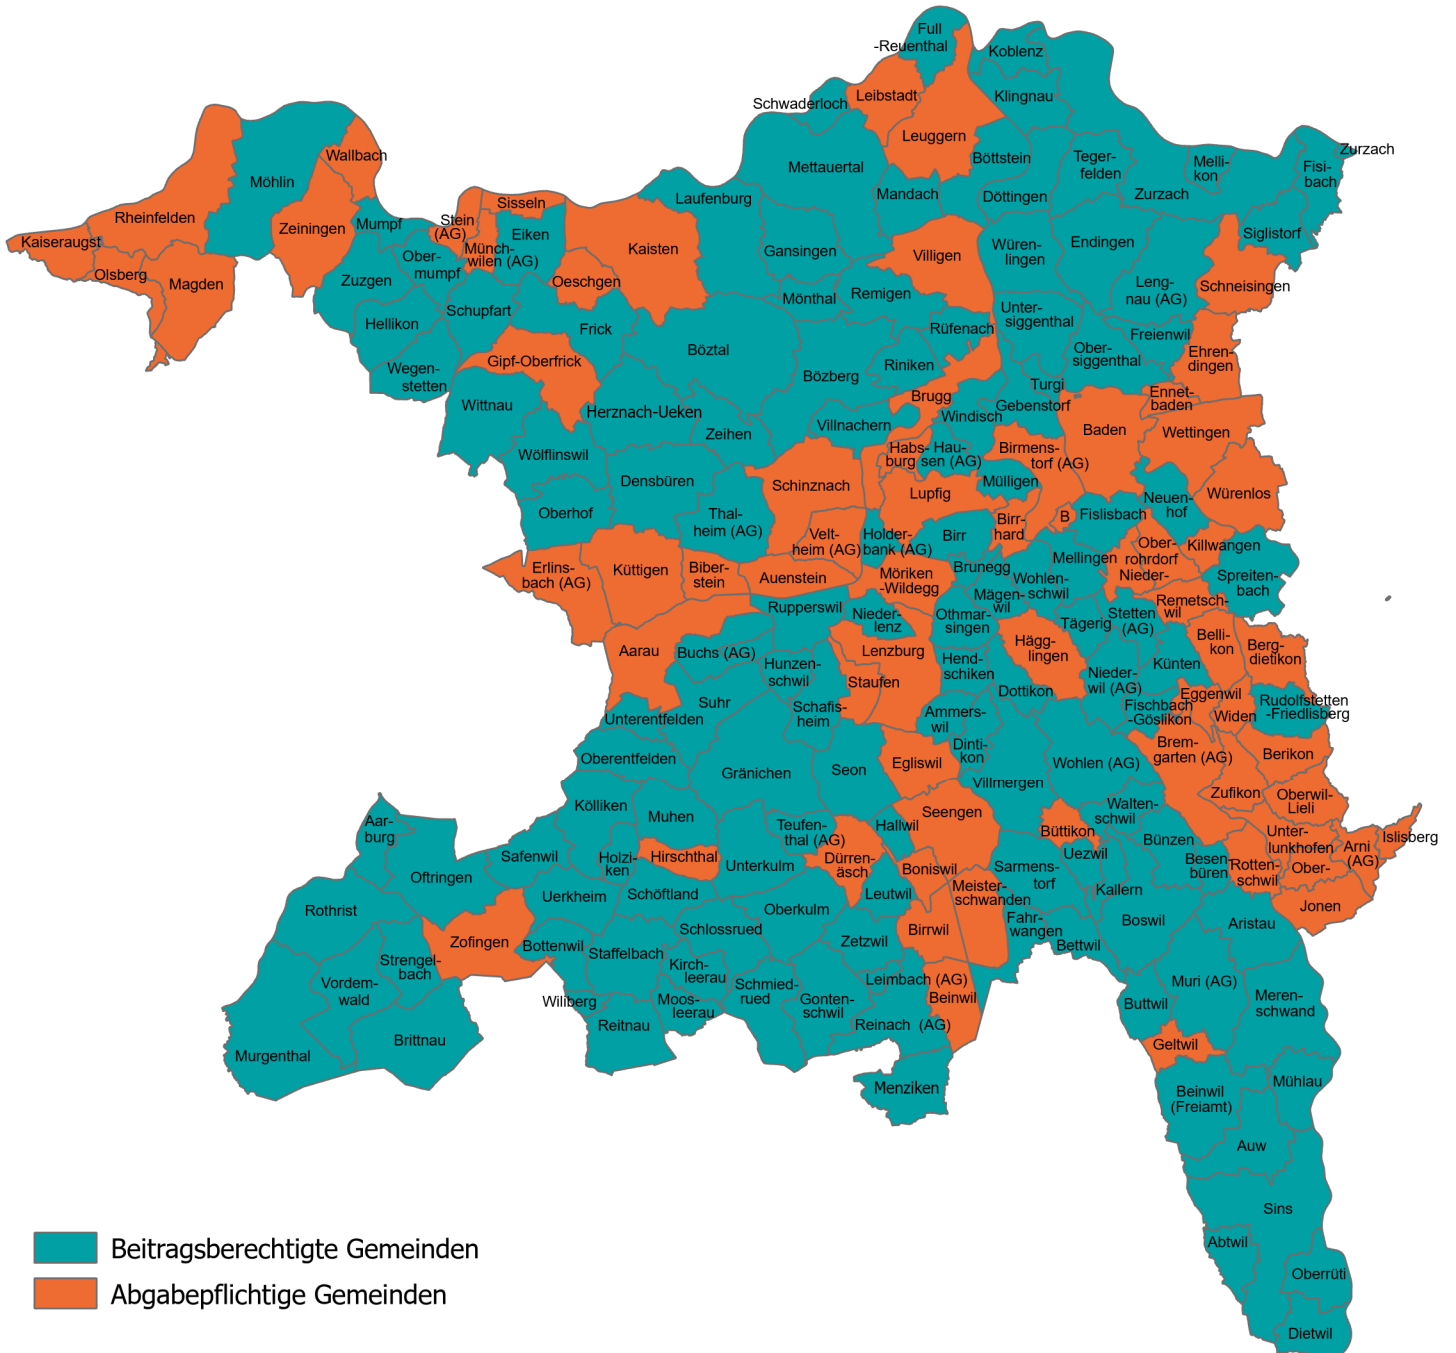 Full
-Reuenthal
Koblenz
Leibstadt
Klingnau
Schwaderloch
Leuggern
Zurzach
Wallbach
Böttstein
Teger-
felden
Melli-
kon
Fisi-
bach
Möhlin
Mettauertal
Mandach
Döttingen
Zurzach
Laufenburg
Sisseln
Rheinfelden
Stein
(AG)
Zeiningen
Mumpf
Eiken
Siglistorf
Kaiseraugst
Münch-
wilen (AG)
Kaisten
Gansingen
Villigen
Würen-
lingen
Endingen
Ober-
mumpf
Olsberg
Magden
Zuzgen
Oeschgen
Leng-
nau (AG)
Schneisingen
Mönthal
Remigen
Schupfart
Unter-
siggenthal
Hellikon
Frick
Rüfenach
Freienwil
Böztal
Ober-
siggenthal
Ehren-
dingen
Gipf-Oberfrick
Wegen-
stetten
Riniken
Bözberg
Turgi
Brugg
Ennet-
baden
Wittnau
Herznach-Ueken
Gebenstorf
Windisch
Villnachern
Baden
Wettingen
Zeihen
Habs-
burg
Hau-
sen (AG)
Birmens-
torf (AG)
Wölflinswil
Densbüren
Schinznach
Mülligen
Lupfig
Würenlos
Neuen-
hof
Oberhof
Thal-
heim (AG)
Birr-
hard
B
Fislisbach
Velt-
heim (AG)
Holder-
bank (AG)
Birr
Ober-
rohrdorf
Killwangen
Mellingen
Erlins-
bach (AG)
Küttigen
Biber-
stein
Auenstein
Möriken
-Wildegg
Brunegg
Wohlen-
schwil
Nieder-
Spreiten-
bach
Mägen-
wil
Remetsch-
wil
Rupperswil
Nieder-
lenz
Othmar-
singen
Tägerig
Stetten
(AG)
Aarau
Buchs (AG)
Lenzburg
Hägg-
lingen
Belli-
kon
Berg-
dietikon
Hunzen-
schwil
Hend-
schiken
Künten
Staufen
Nieder-
wil (AG)
Dottikon
Eggenwil
Suhr
Schafis-
heim
Fischbach
-Göslikon
Widen
Rudolfstetten
-Friedlisberg
Unterentfelden
Ammers-
wil
Oberentfelden
Dinti-
kon
Brem-
garten (AG)
Berikon
Gränichen
Seon
Egliswil
Wohlen (AG)
Villmergen
Zufikon
Oberwil-
Lieli
Kölliken
Muhen
Seengen
Walten-
schwil
Aar-
burg
Teufen-
thal (AG)
Hallwil
Büttikon
Bünzen
Unter-
lunkhofen
Islisberg
Arni
(AG)
Safenwil
Holzi-
ken
Hirschthal
Unterkulm
Dürren-
äsch
Boniswil
Sarmens-
torf
Uezwil
Besen-
büren
Rotten-
schwil
Ober-
Oftringen
Uerkheim
Schöftland
Leutwil
Meister-
schwanden
Kallern
Rothrist
Oberkulm
Fahr-
wangen
Boswil
Aristau
Jonen
Zofingen
Bottenwil
Schlossrued
Birrwil
Zetzwil
Bettwil
Staffelbach
Strengel-
bach
Kirch-
leerau
Vordem-
wald
Schmied-
rued
Leimbach (AG)
Muri (AG)
Beinwil
(AG)
Wiliberg
Moos-
leerau
Gonten-
schwil
Buttwil
Meren-
schwand
Reitnau
Reinach
Brittnau
Geltwil
Murgenthal
Menziken
Beinwil
(Freiamt)
Mühlau
Auw
Sins
Abtwil
Oberrüti
Dietwil
Beitragsberechtigte Gemeinden
Abgabepflichtige Gemeinden